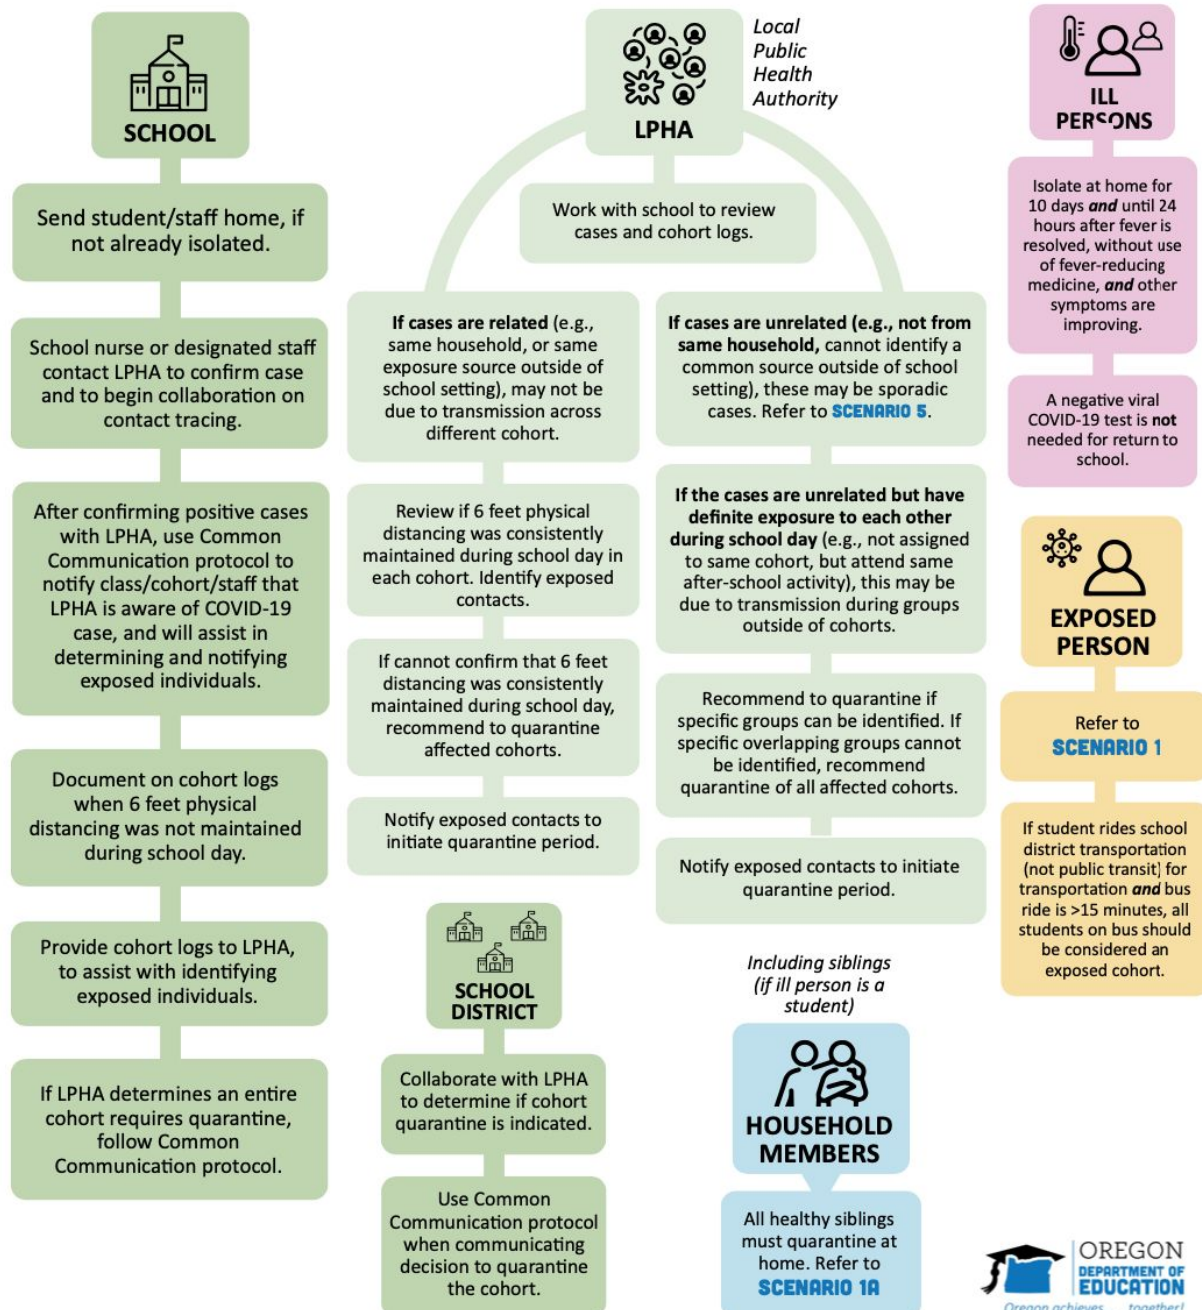 SCHOOL
Send student/staff home, if
not already isolated.
School nurse or designated staff
contact LPHA to confirm case
and to begin collaboration on
contact tracing.
After confirming positive cases
with LPHA, use Common
Communication protocol to
notify class/cohort/staff that
LPHA is aware of COVID-19
case, and will assist in
determining and notifying
exposed individuals.
Document on cohort logs
when 6 feet physical
distancing was not maintained
during school day.
Provide cohort logs to LPHA,
to assist with identifying
exposed individuals.
If LPHA determines an entire
cohort requires quarantine,
follow Common
Communication protocol.
LPHA
Local
Public
Health
Authority
Work with school to review
cases and cohort logs.
If cases are related (e.g.,
same household, or same
exposure source outside of
school setting), may not be
due to transmission across
different cohort.
Review if 6 feet physical
distancing was consistently
maintained during school day in
each cohort. Identify exposed
contacts.
If cannot confirm that 6 feet
distancing was consistently
maintained during school day,
recommend to quarantine
affected cohorts.
Notify exposed contacts to
initiate quarantine period.
If cases are unrelated (e.g., not from
same household, cannot identify a
common source outside of school
setting), these may be sporadic
cases. Refer to SCENARIO 5.
If the cases are unrelated but have
definite exposure to each other
during school day (e.g., not assigned
to same cohort, but attend same
after-school activity), this may be
due to transmission during groups
outside of cohorts.
Recommend to quarantine if
specific groups can be identified. If
specific overlapping groups cannot
be identified, recommend
quarantine of all affected cohorts.
Notify exposed contacts to initiate
quarantine period.
SCHOOL
DISTRICT
Collaborate with LPHA
to determine if cohort
quarantine is indicated.
Use Common
Communication protocol
when communicating
decision to quarantine
the cohort.
Including siblings
(if ill person is a
student)
HOUSEHOLD
MEMBERS
All healthy siblings
must quarantine at
home. Refer to
SCENARIO 1A
ILL
PERSONS
Isolate at home for
10 days and until 24
hours after fever is
resolved, without use
of fever-reducing
medicine, and other
symptoms are
improving.
A negative viral
COVID-19 test is not
needed for return to
school.
EXPOSED
PERSON
Refer to
SCENARIO 1
If student rides school
district transportation
(not public transit) for
transportation and bus
ride is >15 minutes, all
students on bus should
be considered an
exposed cohort.
OREGON
DEPARTMENT OF
EDUCATION
Oregon achieves . . . together!